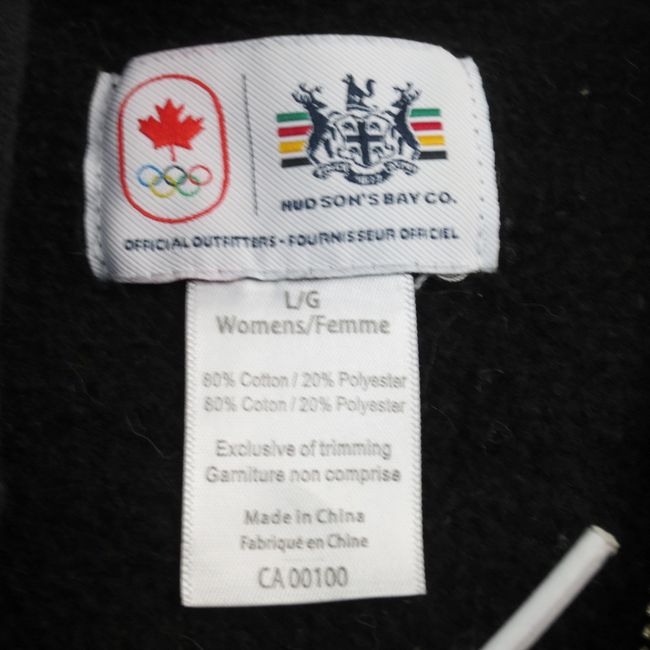 HUDSON'S BAY CO.
OFFICIAL OUTFITTERS - FOURNISSEUR OFFICIEL
L/G
Womens/Femme
80% Cotton / 20% Polyester
80% Coton / 20% Polyester
Exclusive of trimming
Garniture non comprise
Made in China
Fabriqué en Chine
CA 00100